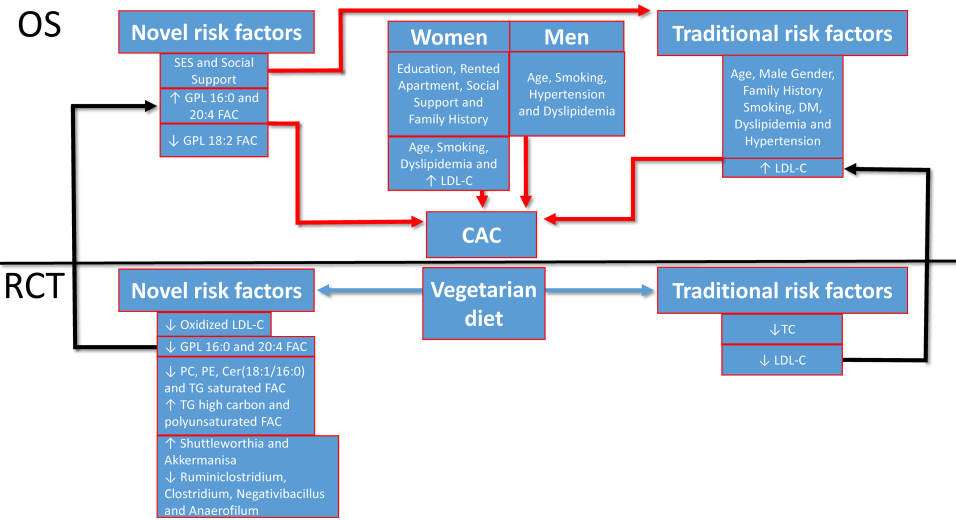 OS
Novel risk factors
SES and Social
Support
↑ GPL 16:0 and
20:4 FAC
↓ GPL 18:2 FAC
Women
Education, Rented
Apartment, Social
Support and
Family History
Age, Smoking,
Dyslipidemia and
↑ LDL-C
Men
Age, Smoking,
Hypertension
and Dyslipidemia
Traditional risk factors
Age, Male Gender,
Family History
Smoking, DM,
Dyslipidemia and
Hypertension
↑ LDL-C
CAC
RCT
Novel risk factors
↓ Oxidized LDL-C
↓ GPL 16:0 and 20:4 FAC
↓ PC, PE, Cer(18:1/16:0)
and TG saturated FAC
↑ TG high carbon and
polyunsaturated FAC
↑ Shuttleworthia and
Akkermanisa
↓ Ruminiclostridium,
Clostridium, Negativibacillus
and Anaerofilum
Vegetarian
diet
Traditional risk factors
↓TC
↓ LDL-C